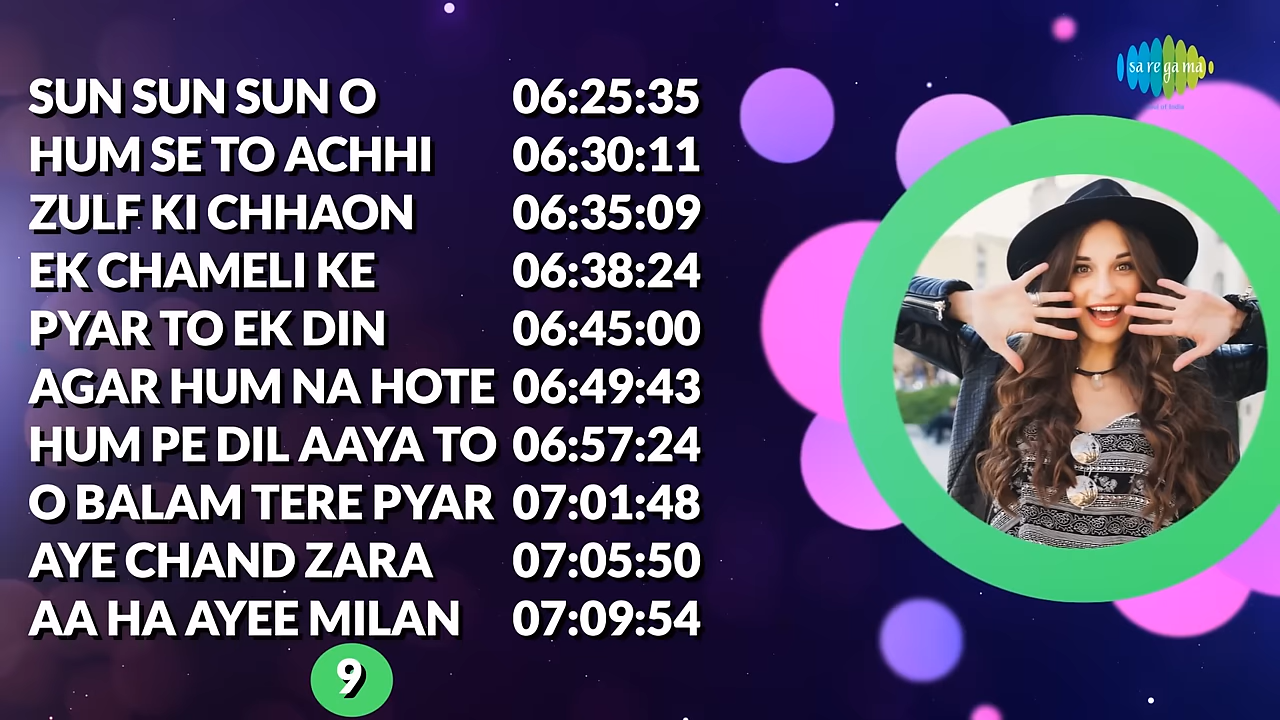 sa re ga ma
SUN SUN SUN O 06:25:35
HUM SE TO ACHHI 06:30:11
ZULF KI CHHAON 06:35:09
EK CHAMELI KE 06:38:24
PYAR TO EK DIN 06:45:00
AGAR HUM NA HOTE 06:49:43
HUM PE DIL AAYA TO 06:57:24
O BALAM TERE PYAR 07:01:48
AYE CHAND ZARA 07:05:50
AA HA AYEE MILAN 07:09:54
9